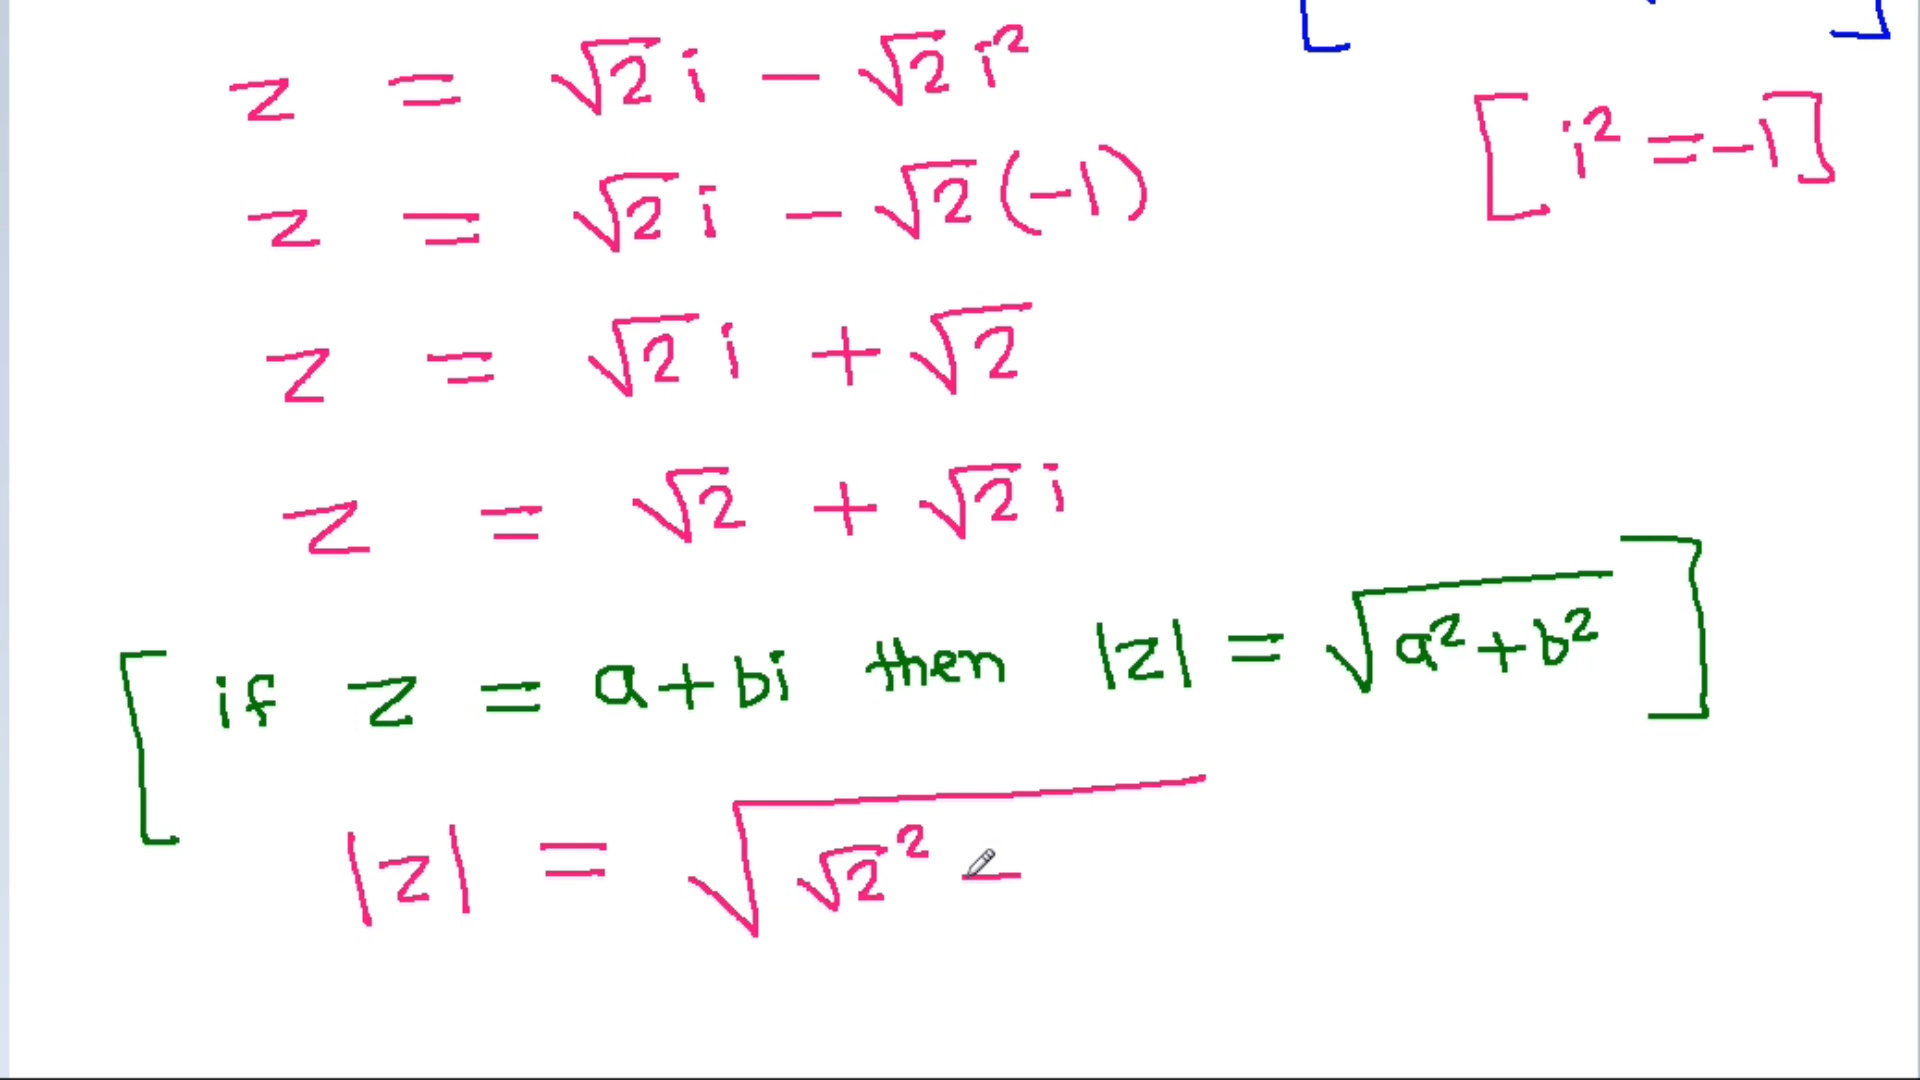 z = √2 i − √2 i²
[i² = −1]
z = √2 i − √2 (−1)
z = √2 i + √2
z = √2 + √2 i
[if z = a + bi then |z| = √(a² + b²)]
|z| = √(√2² −